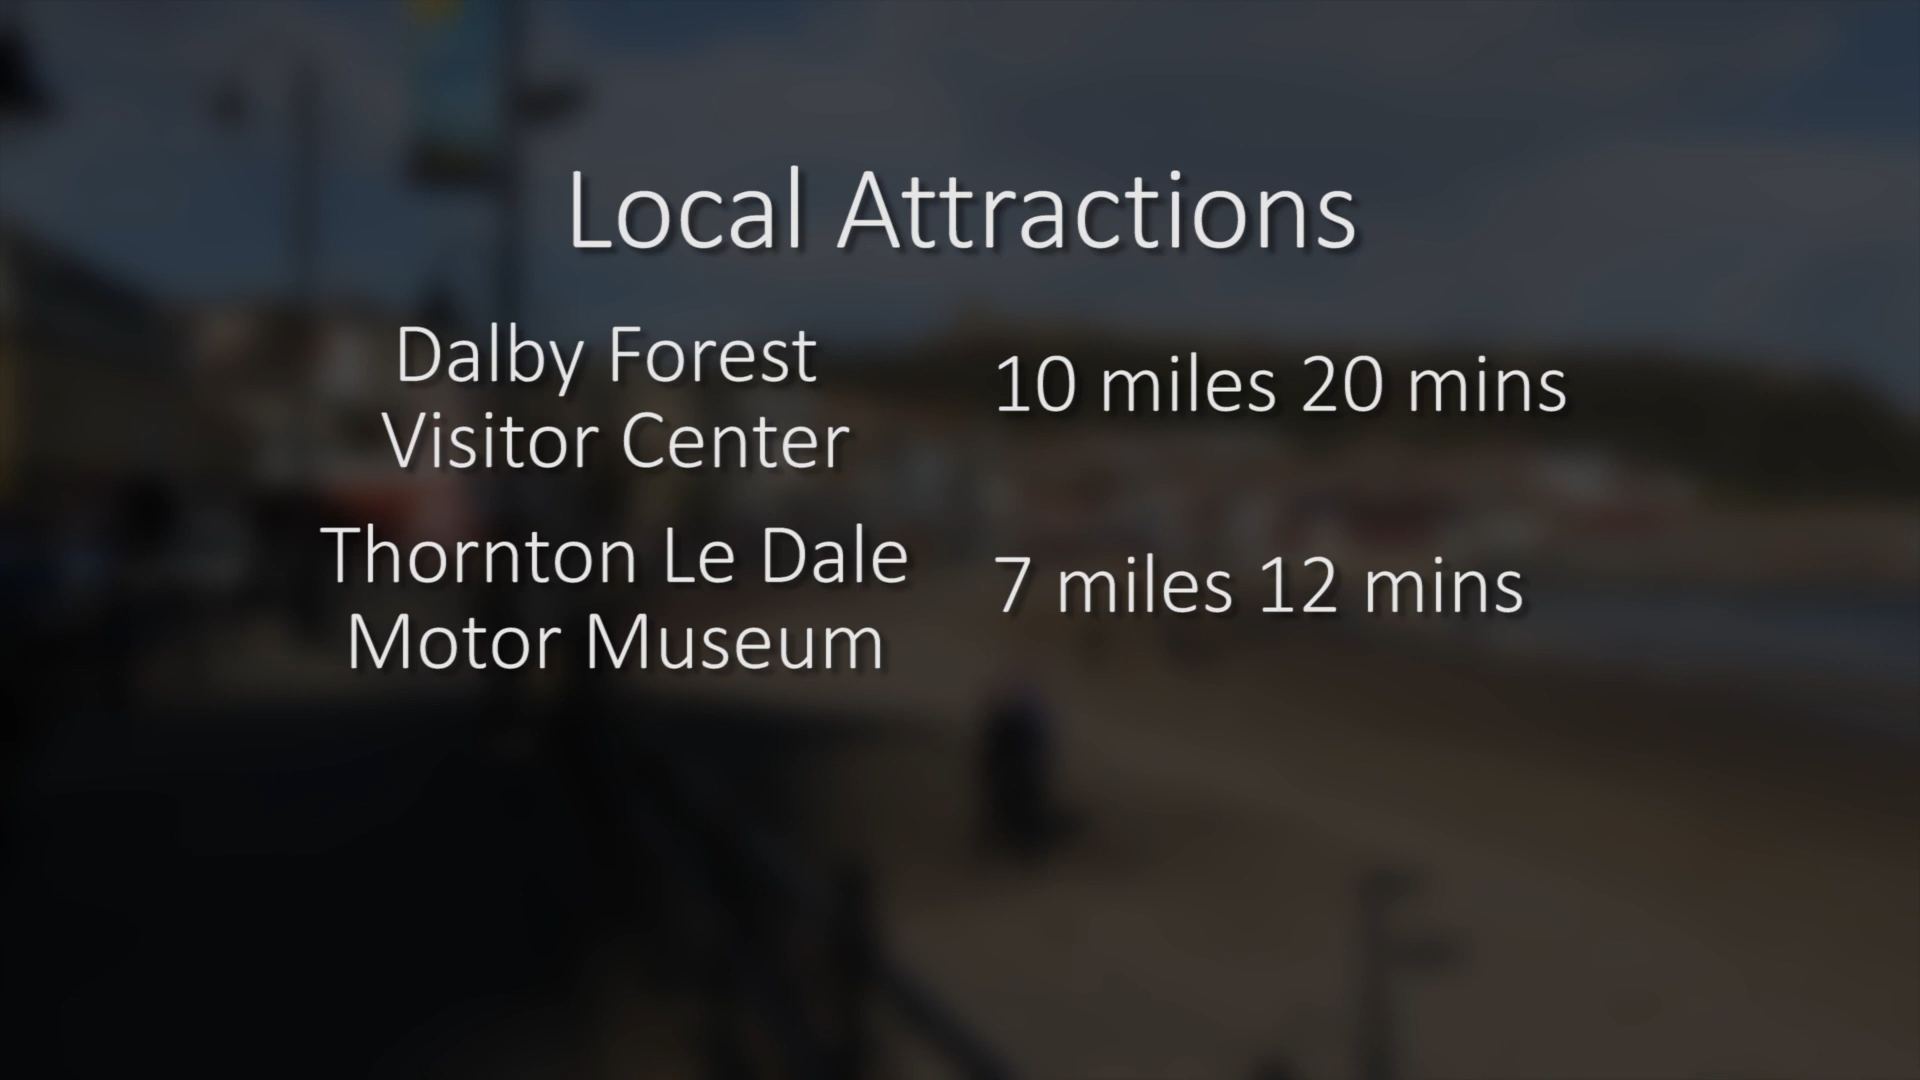 Local Attractions
Dalby Forest
Visitor Center
10 miles 20 mins
Thornton Le Dale
Motor Museum
7 miles 12 mins